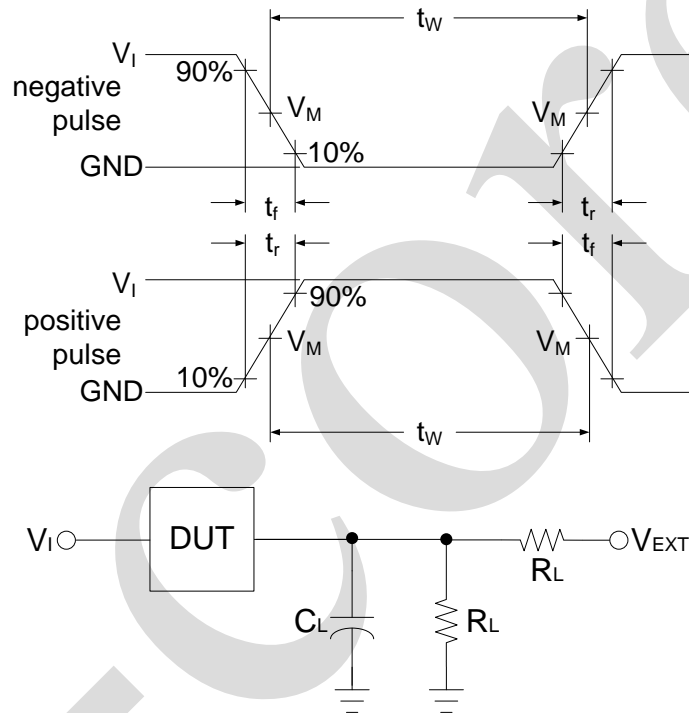 tW
VI
90%
negative
pulse
VM
VM
10%
GND
tf
tr
tr
tf
VI
90%
positive
pulse
VM
VM
10%
GND
tW
VI
DUT
VEXT
RL
CL
RL